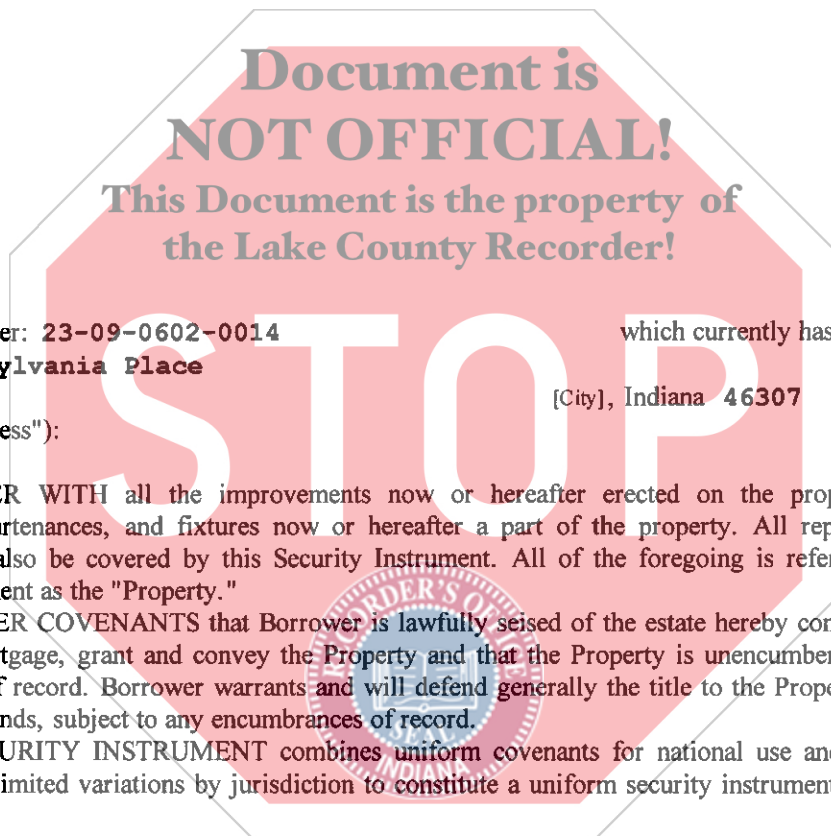 Document is
NOT OFFICIAL!
This Document is the property of
the Lake County Recorder!
STOP
er: 23-09-0602-0014 which currently has
ylvania Place
[City], Indiana 46307
ess"):
ER WITH all the improvements now or hereafter erected on the prop
rtenances, and fixtures now or hereafter a part of the property. All rep
also be covered by this Security Instrument. All of the foregoing is refer
ent as the "Property."
ER COVENANTS that Borrower is lawfully seised of the estate hereby con
tgage, grant and convey the Property and that the Property is unencumber
f record. Borrower warrants and will defend generally the title to the Prope
nds, subject to any encumbrances of record.
URITY INSTRUMENT combines uniform covenants for national use and
imited variations by jurisdiction to constitute a uniform security instrument
RECORDER'S OFFICE
SEAL
INDIANA